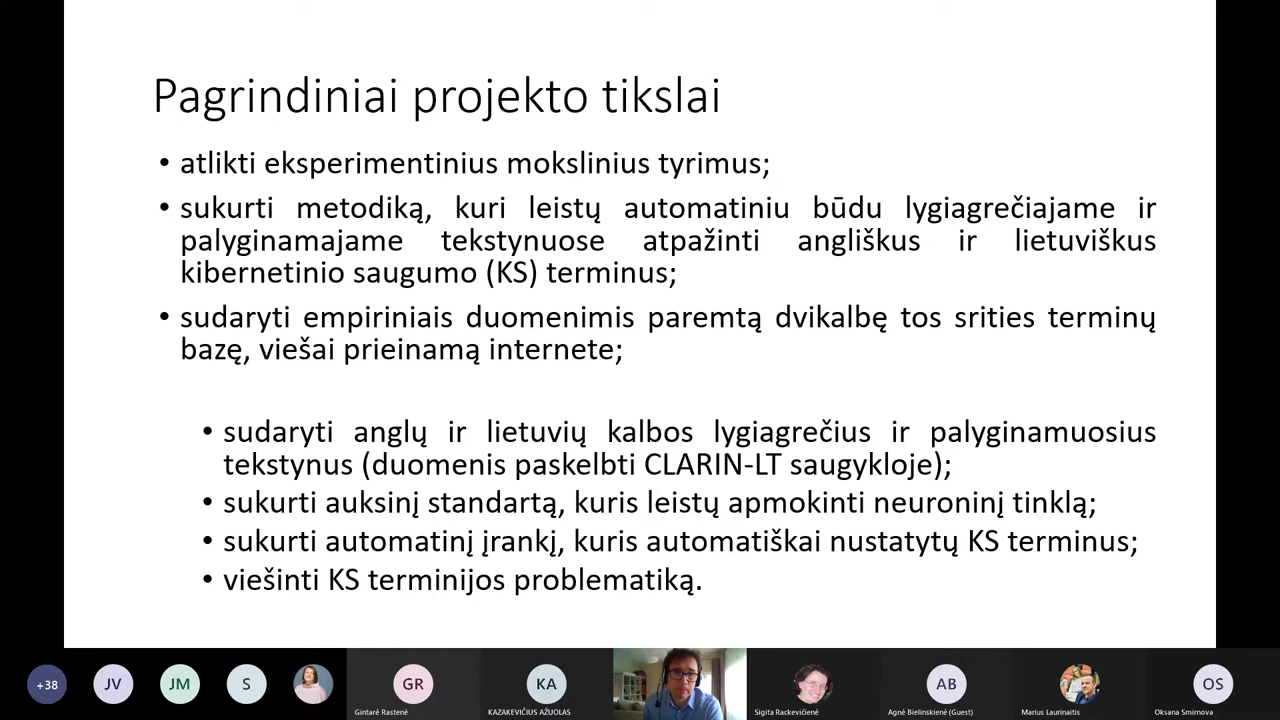 Pagrindiniai projekto tikslai
• atlikti eksperimentinius mokslinius tyrimus;
• sukurti metodiką, kuri leistų automatiniu būdu lygiagrečiajame ir
palyginamajame tekstynuose atpažinti angliškus ir lietuviškus
kibernetinio saugumo (KS) terminus;
• sudaryti empiriniais duomenimis paremtą dvikalbę tos srities terminų
bazę, viešai prieinamą internete;
• sudaryti anglų ir lietuvių kalbos lygiagrečius ir palyginamuosius
tekstynus (duomenis paskelbti CLARIN-LT saugykloje);
• sukurti auksinį standartą, kuris leistų apmokinti neuroninį tinklą;
• sukurti automatinį įrankį, kuris automatiškai nustatytų KS terminus;
• viešinti KS terminijos problematiką.
+38 JV JM S GR KA AB OS
Gintarė Rastenė KAZAKEVIČIUS AŽUOLAS Sigita Rackevičienė Agnė Bielinskienė (Guest) Marius Laurinaitis Oksana Smirnova